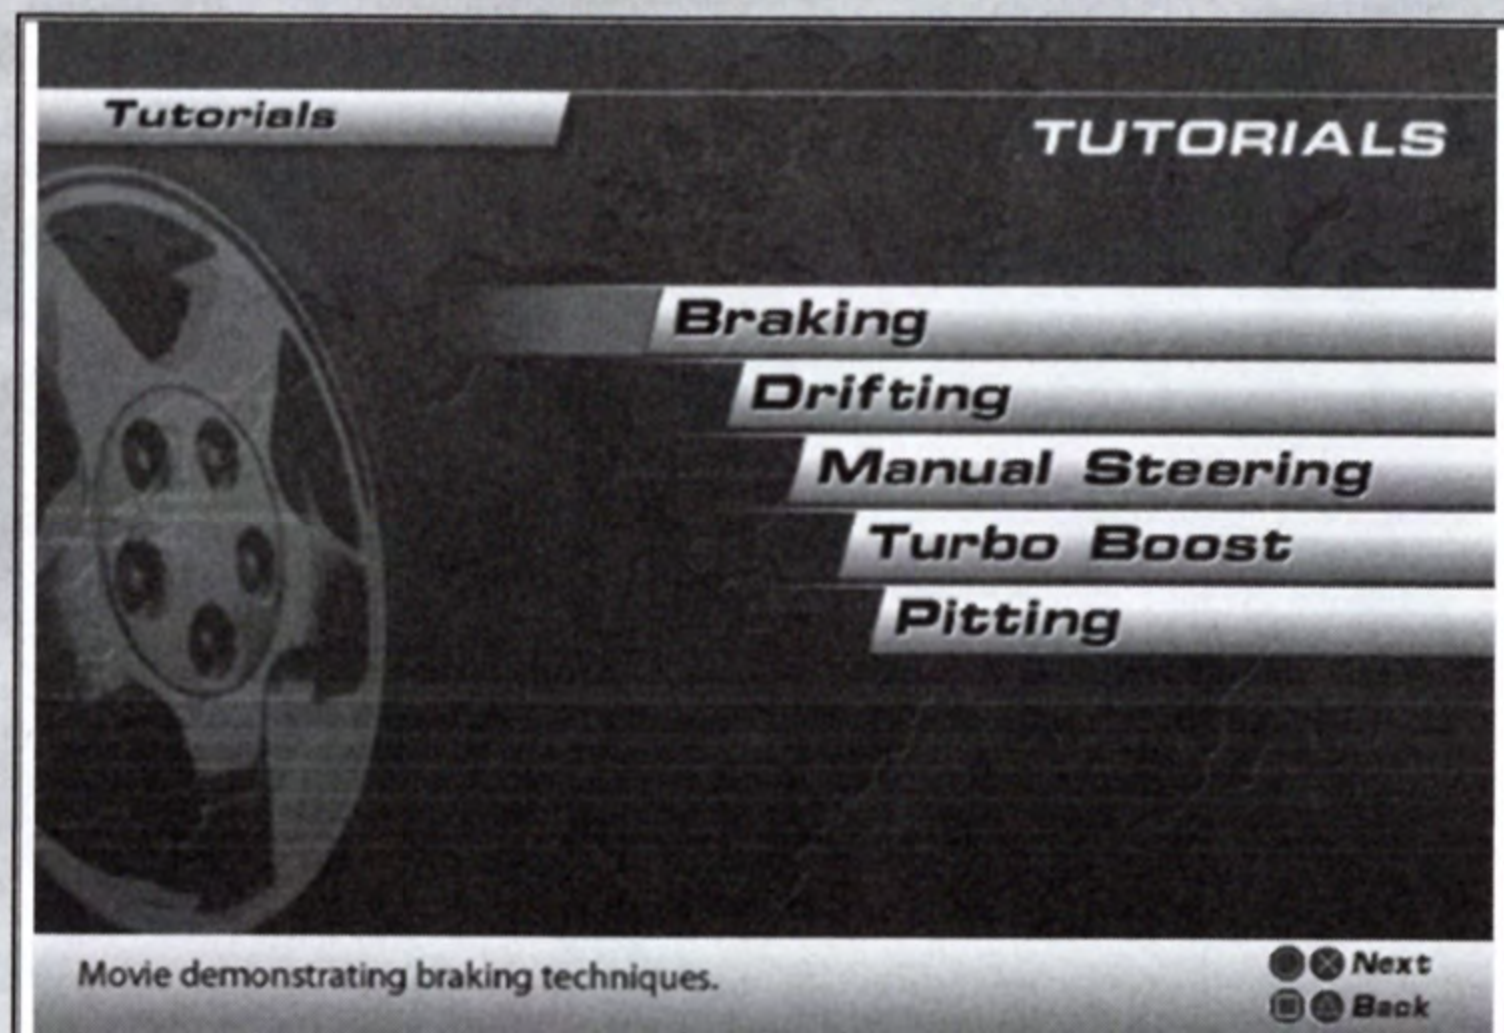 Tutorials
TUTORIALS
Braking
Drifting
Manual Steering
Turbo Boost
Pitting
Movie demonstrating braking techniques.
Next
Back